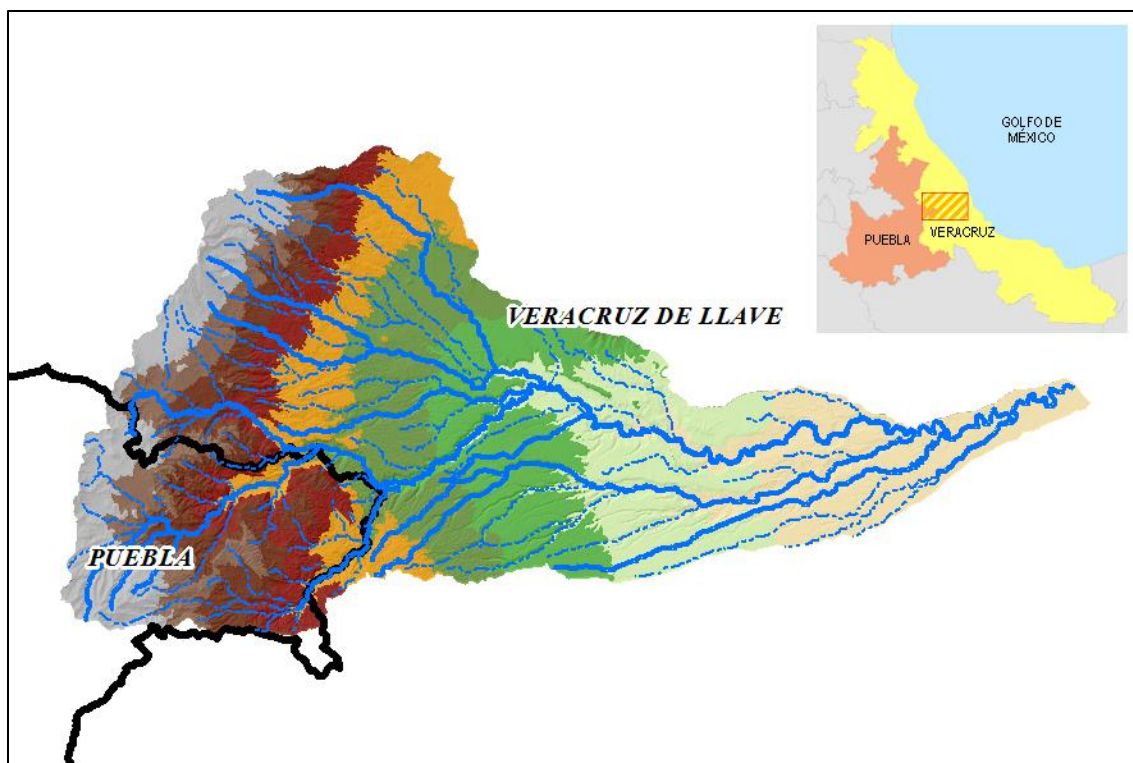 GOLFO DE
MÉXICO
PUEBLA
VERACRUZ
VERACRUZ DE LLAVE
PUEBLA